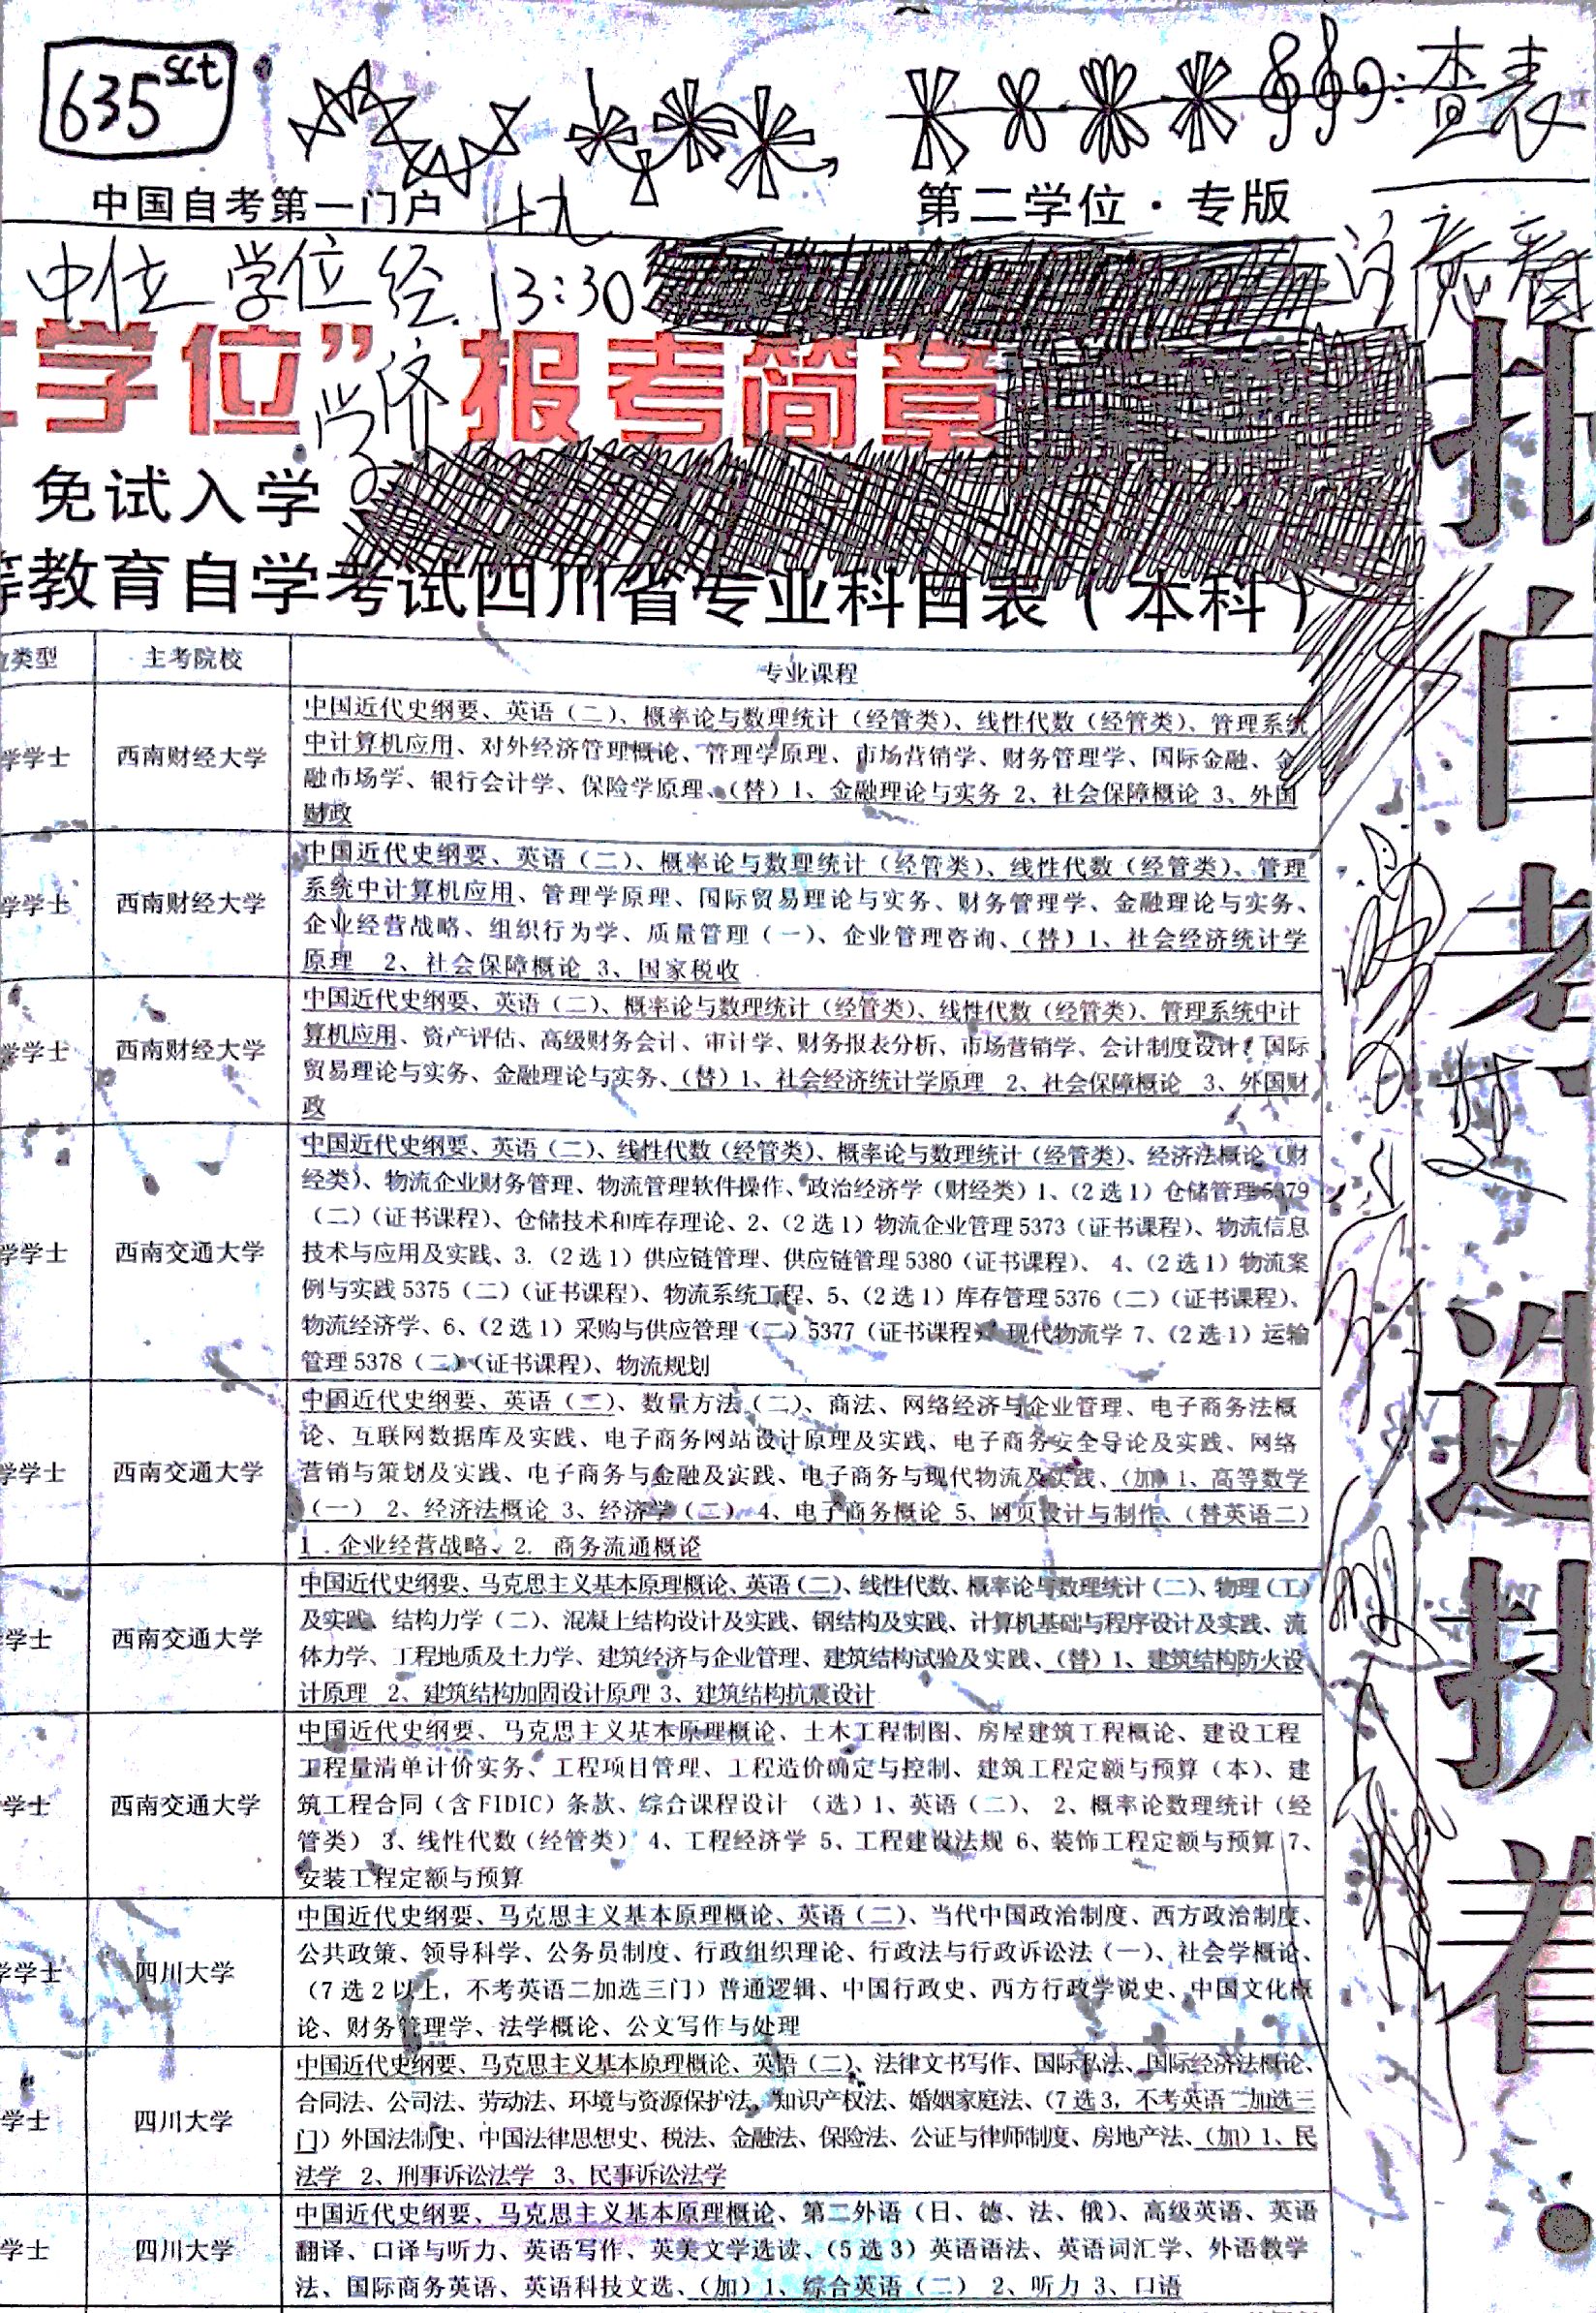 635 sct
查表
中国自考第一门户 十九
第二学位·专版
中位 学位 经 13:30
注意看
学位” 报考简章
济
学
免试入学
等教育自学考试四川省专业科目表（本科）
类型 主考院校 专业课程
学学士 西南财经大学
中国近代史纲要、英语（二）、概率论与数理统计（经管类）、线性代数（经管类）、管理系统
中计算机应用、对外经济管理概论、管理学原理、市场营销学、财务管理学、国际金融、金
融市场学、银行会计学、保险学原理、（替）1、金融理论与实务 2、社会保障概论 3、外国
财政
学学士 西南财经大学
中国近代史纲要、英语（二）、概率论与数理统计（经管类）、线性代数（经管类）、管理
系统中计算机应用、管理学原理、国际贸易理论与实务、财务管理学、金融理论与实务、
企业经营战略、组织行为学、质量管理（一）、企业管理咨询、（替）1、社会经济统计学
原理 2、社会保障概论 3、国家税收
学学士 西南财经大学
中国近代史纲要、英语（二）、概率论与数理统计（经管类）、线性代数（经管类）、管理系统中计
算机应用、资产评估、高级财务会计、审计学、财务报表分析、市场营销学、会计制度设计、国际
贸易理论与实务、金融理论与实务、（替）1、社会经济统计学原理 2、社会保障概论 3、外国财
政
学学士 西南交通大学
中国近代史纲要、英语（二）、线性代数（经管类）、概率论与数理统计（经管类）、经济法概论（财
经类）、物流企业财务管理、物流管理软件操作、政治经济学（财经类）1、（2选1）仓储管理5379
（二）（证书课程）、仓储技术和库存理论、2、（2选1）物流企业管理5373（证书课程）、物流信息
技术与应用及实践、3.（2选1）供应链管理、供应链管理5380（证书课程）、 4、（2选1）物流案
例与实践5375（二）（证书课程）、物流系统工程、5、（2选1）库存管理5376（二）（证书课程）、
物流经济学、6、（2选1）采购与供应管理（二）5377（证书课程）、现代物流学 7、（2选1）运输
管理5378（二）（证书课程）、物流规划
学学士 西南交通大学
中国近代史纲要、英语（二）、数量方法（二）、商法、网络经济与企业管理、电子商务法概
论、互联网数据库及实践、电子商务网站设计原理及实践、电子商务安全导论及实践、网络
营销与策划及实践、电子商务与金融及实践、电子商务与现代物流及实践、（加）1、高等数学
（一） 2、经济法概论 3、经济学（二） 4、电子商务概论 5、网页设计与制作、（替英语二）
1．企业经营战略、2. 商务流通概论
学士 西南交通大学
中国近代史纲要、马克思主义基本原理概论、英语（二）、线性代数、概率论与数理统计（二）、物理（工）
及实践、结构力学（二）、混凝土结构设计及实践、钢结构及实践、计算机基础与程序设计及实践、流
体力学、工程地质及土力学、建筑经济与企业管理、建筑结构试验及实践、（替）1、建筑结构防火设
计原理 2、建筑结构加固设计原理 3、建筑结构抗震设计
学士 西南交通大学
中国近代史纲要、马克思主义基本原理概论、土木工程制图、房屋建筑工程概论、建设工程
工程量清单计价实务、工程项目管理、工程造价确定与控制、建筑工程定额与预算（本）、建
筑工程合同（含FIDIC）条款、综合课程设计 （选）1、英语（二）、 2、概率论数理统计（经
管类） 3、线性代数（经管类） 4、工程经济学 5、工程建设法规 6、装饰工程定额与预算 7、
安装工程定额与预算
学学士 四川大学
中国近代史纲要、马克思主义基本原理概论、英语（二）、当代中国政治制度、西方政治制度、
公共政策、领导科学、公务员制度、行政组织理论、行政法与行政诉讼法（一）、社会学概论、
（7选2以上，不考英语二加选三门）普通逻辑、中国行政史、西方行政学说史、中国文化概
论、财务管理学、法学概论、公文写作与处理
学士 四川大学
中国近代史纲要、马克思主义基本原理概论、英语（二）、法律文书写作、国际私法、国际经济法概论、
合同法、公司法、劳动法、环境与资源保护法、知识产权法、婚姻家庭法、（7选3，不考英语二加选三
门）外国法制史、中国法律思想史、税法、金融法、保险法、公证与律师制度、房地产法、（加）1、民
法学 2、刑事诉讼法学 3、民事诉讼法学
学士 四川大学
中国近代史纲要、马克思主义基本原理概论、第二外语（日、德、法、俄）、高级英语、英语
翻译、口译与听力、英语写作、英美文学选读、（5选3）英语语法、英语词汇学、外语教学
法、国际商务英语、英语科技文选、（加）1、综合英语（二） 2、听力 3、口语
自考
选